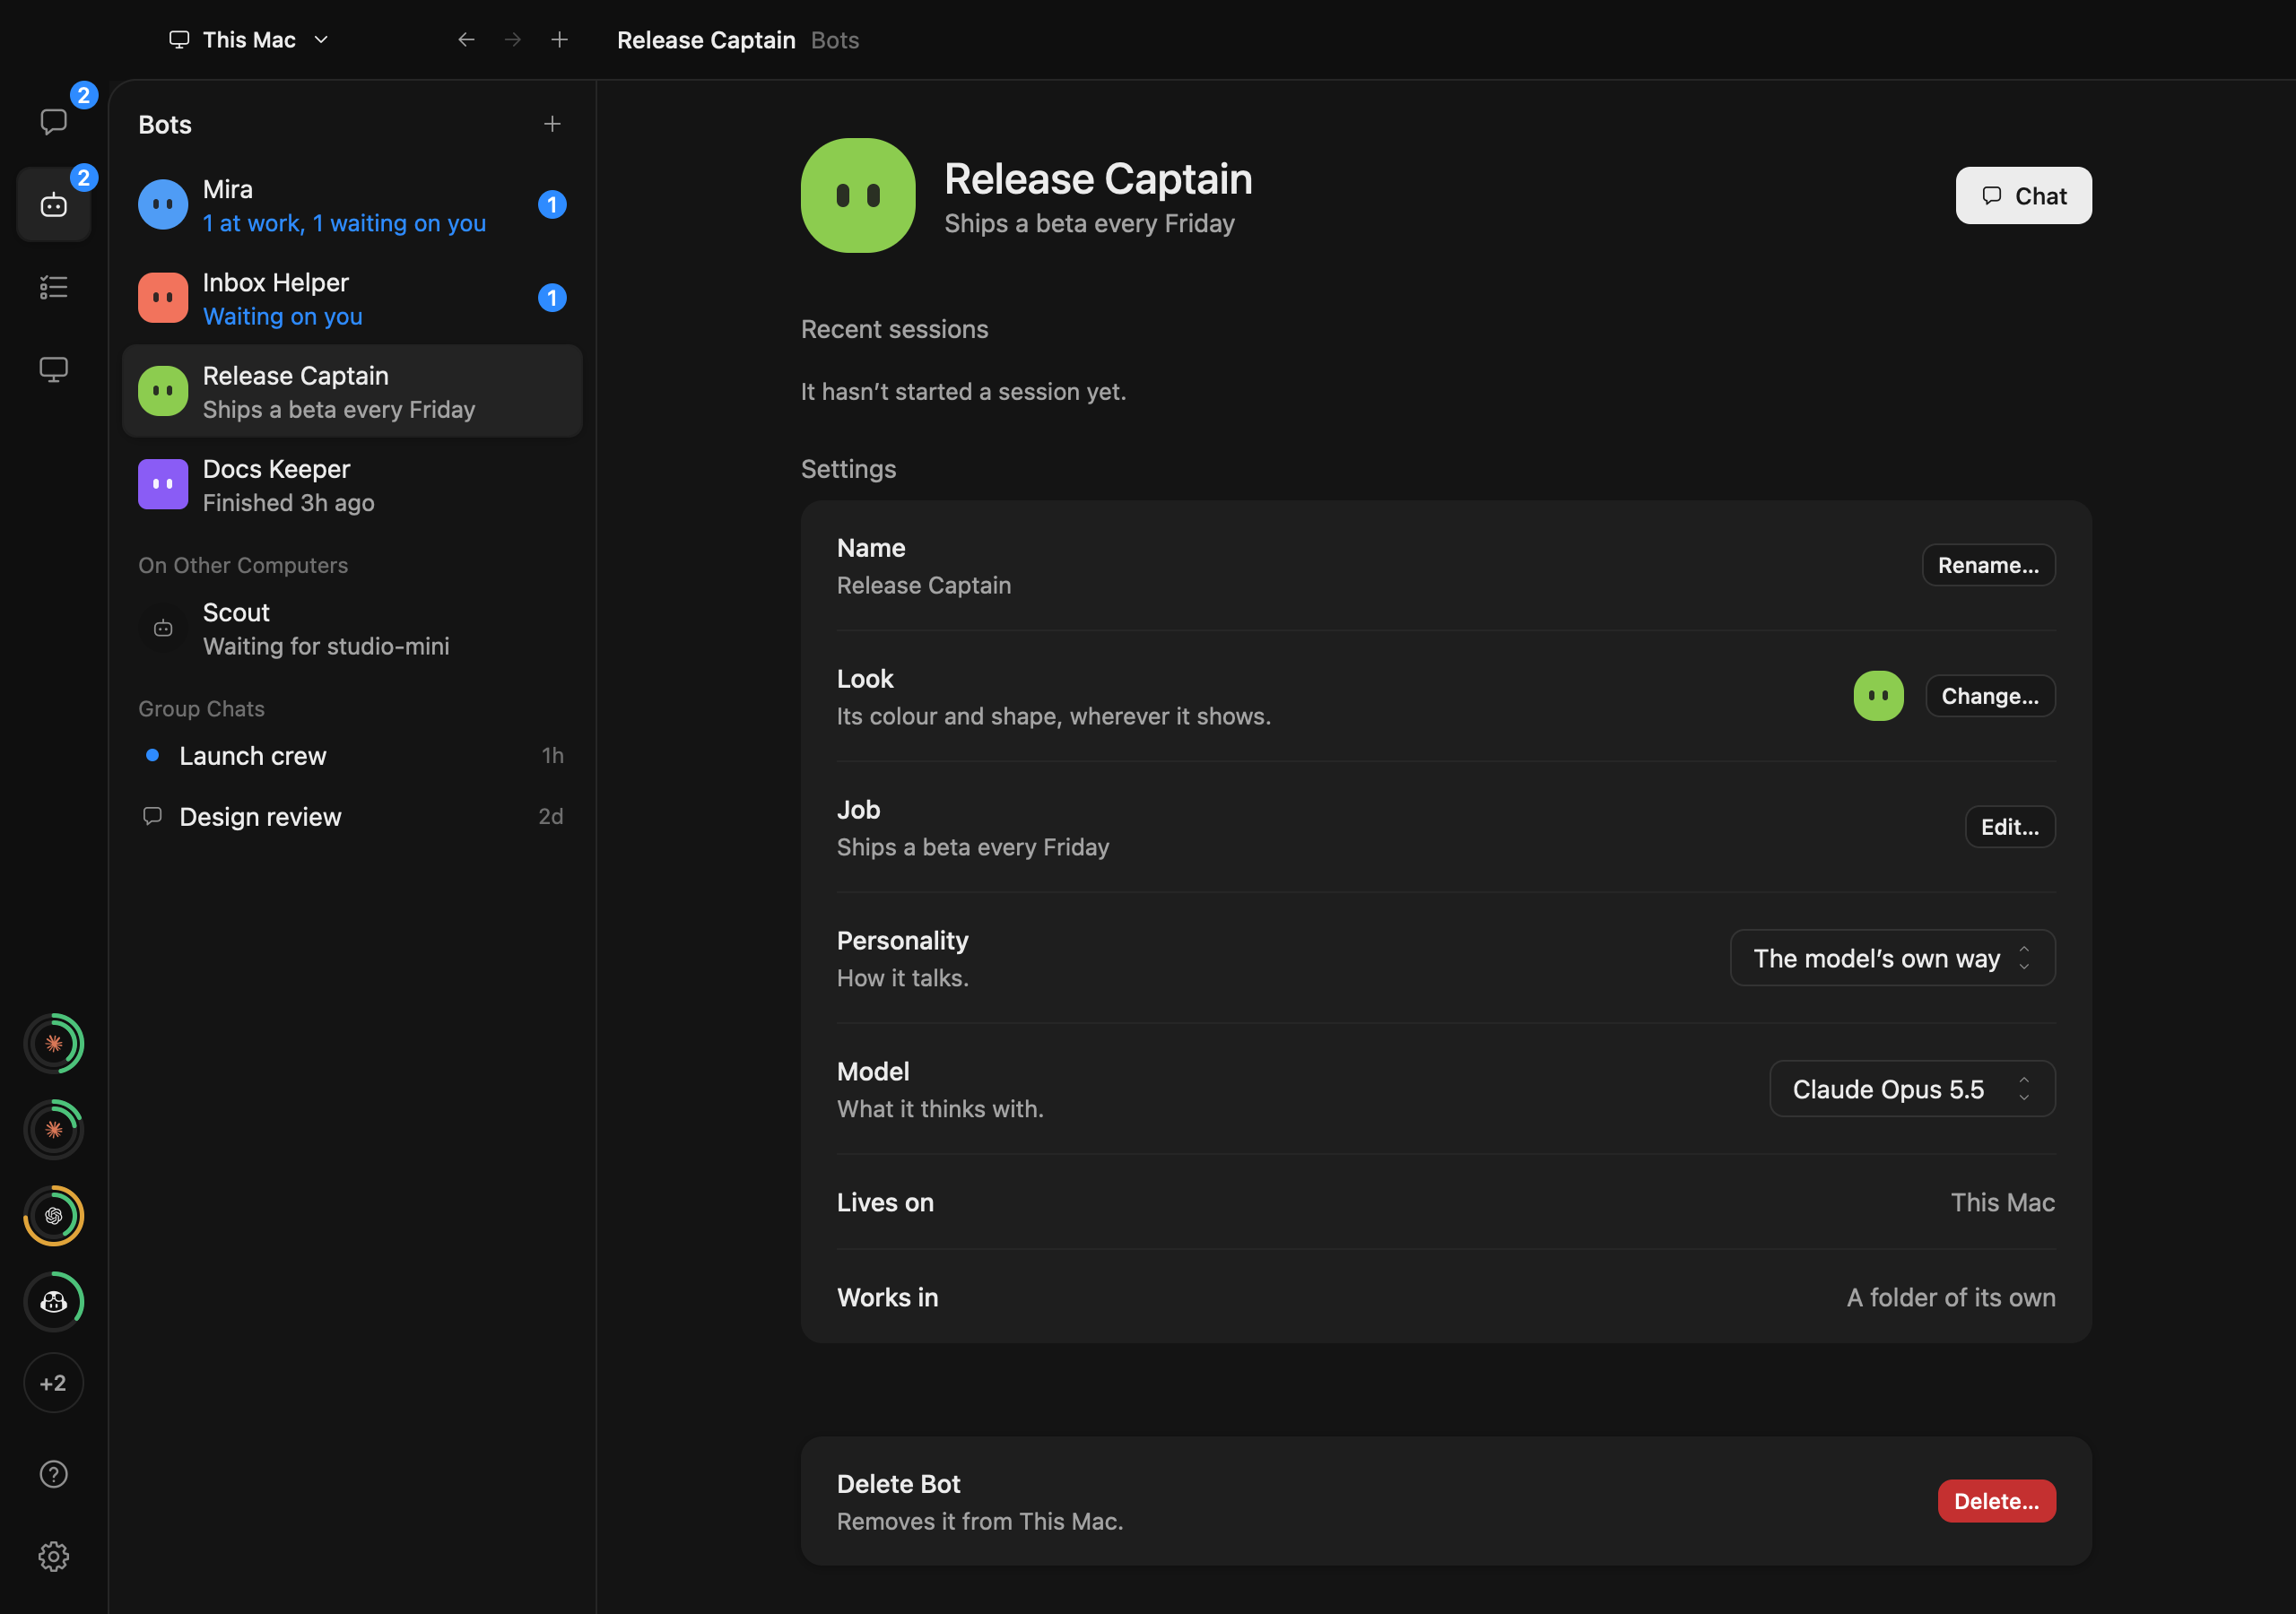 This Mac
Release Captain Bots
2
2
Bots
Mira
1 at work, 1 waiting on you
1
Inbox Helper
Waiting on you
1
Release Captain
Ships a beta every Friday
Docs Keeper
Finished 3h ago
On Other Computers
Scout
Waiting for studio-mini
Group Chats
Launch crew 1h
Design review 2d
+2
Release Captain
Ships a beta every Friday
Chat
Recent sessions
It hasn’t started a session yet.
Settings
Name
Release Captain
Rename...
Look
Its colour and shape, wherever it shows.
Change...
Job
Ships a beta every Friday
Edit...
Personality
How it talks.
The model’s own way
Model
What it thinks with.
Claude Opus 5.5
Lives on
This Mac
Works in
A folder of its own
Delete Bot
Removes it from This Mac.
Delete...